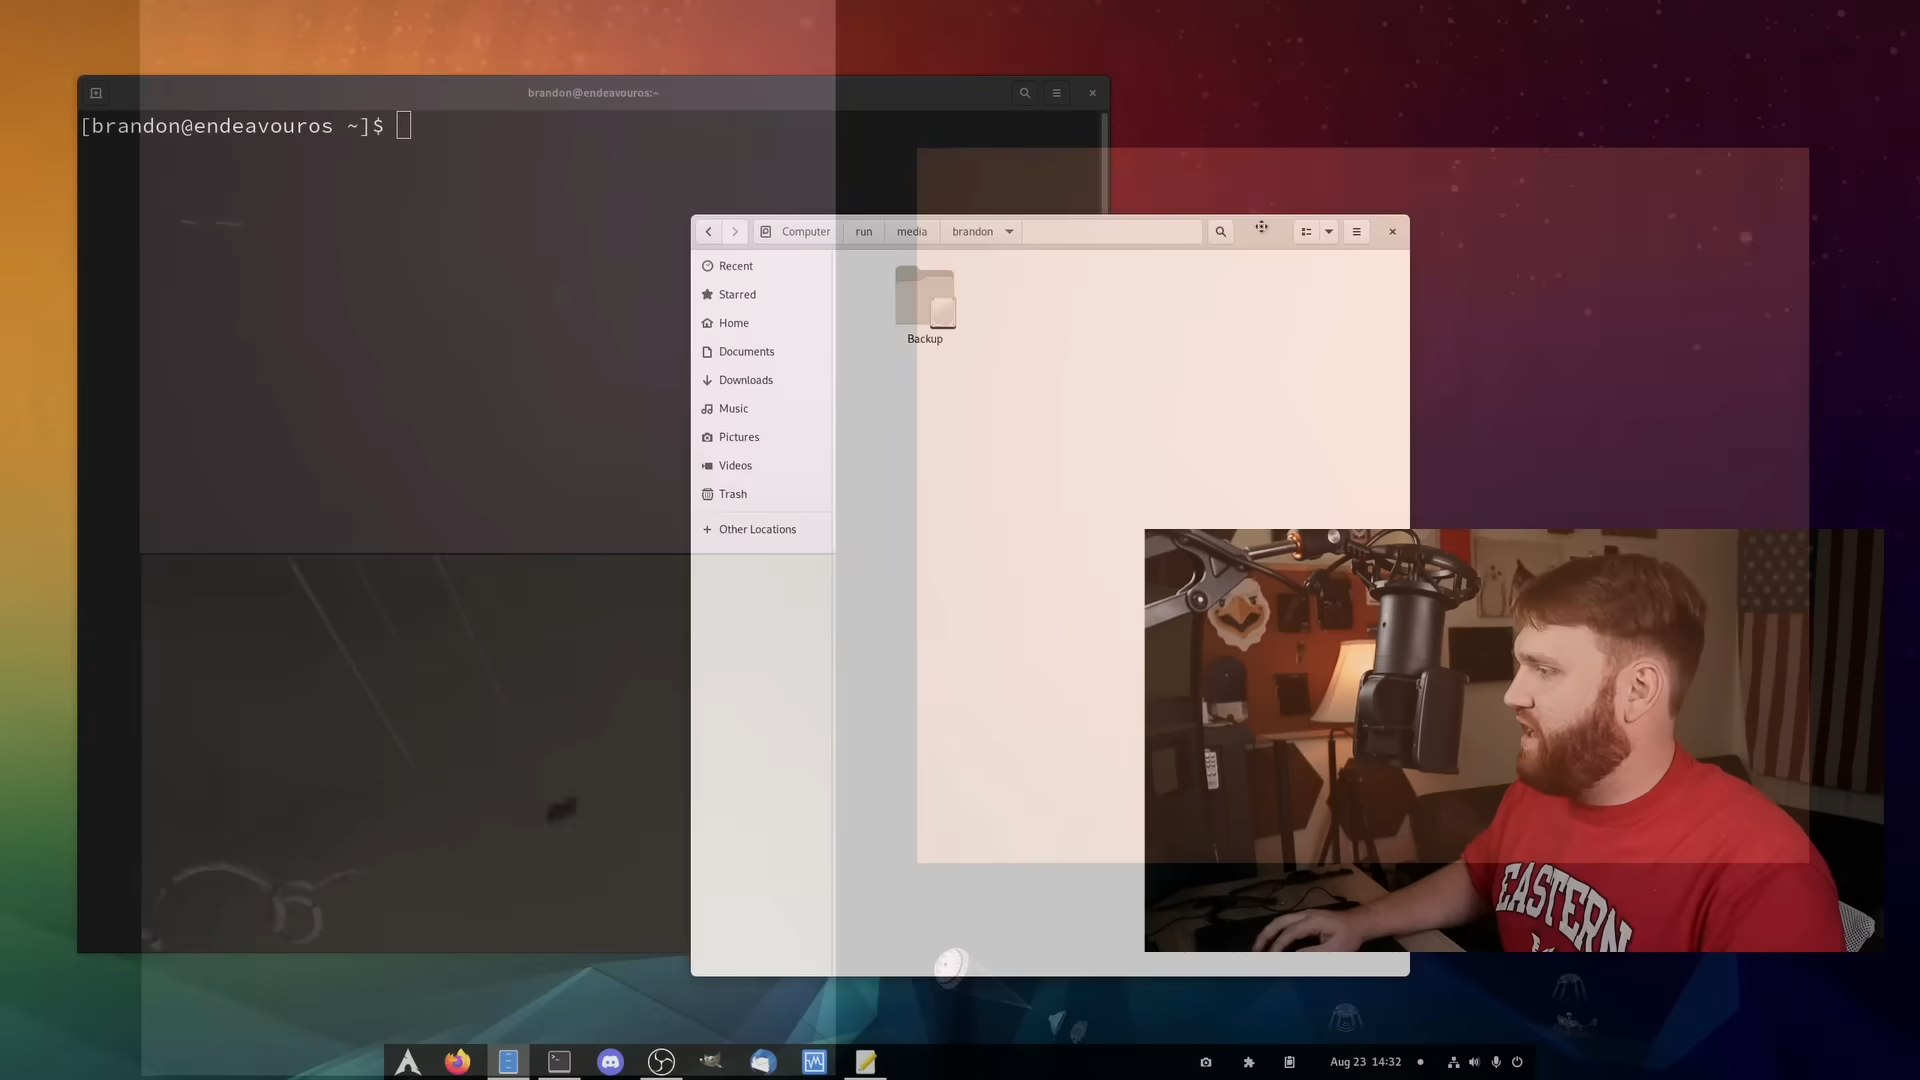 brandon@endeavouros:~
[brandon@endeavouros ~]$
Computer run media brandon
Recent
Starred
Home
Documents
Downloads
Music
Pictures
Videos
Trash
Other Locations
Backup
EASTERN
Aug 23 14:32